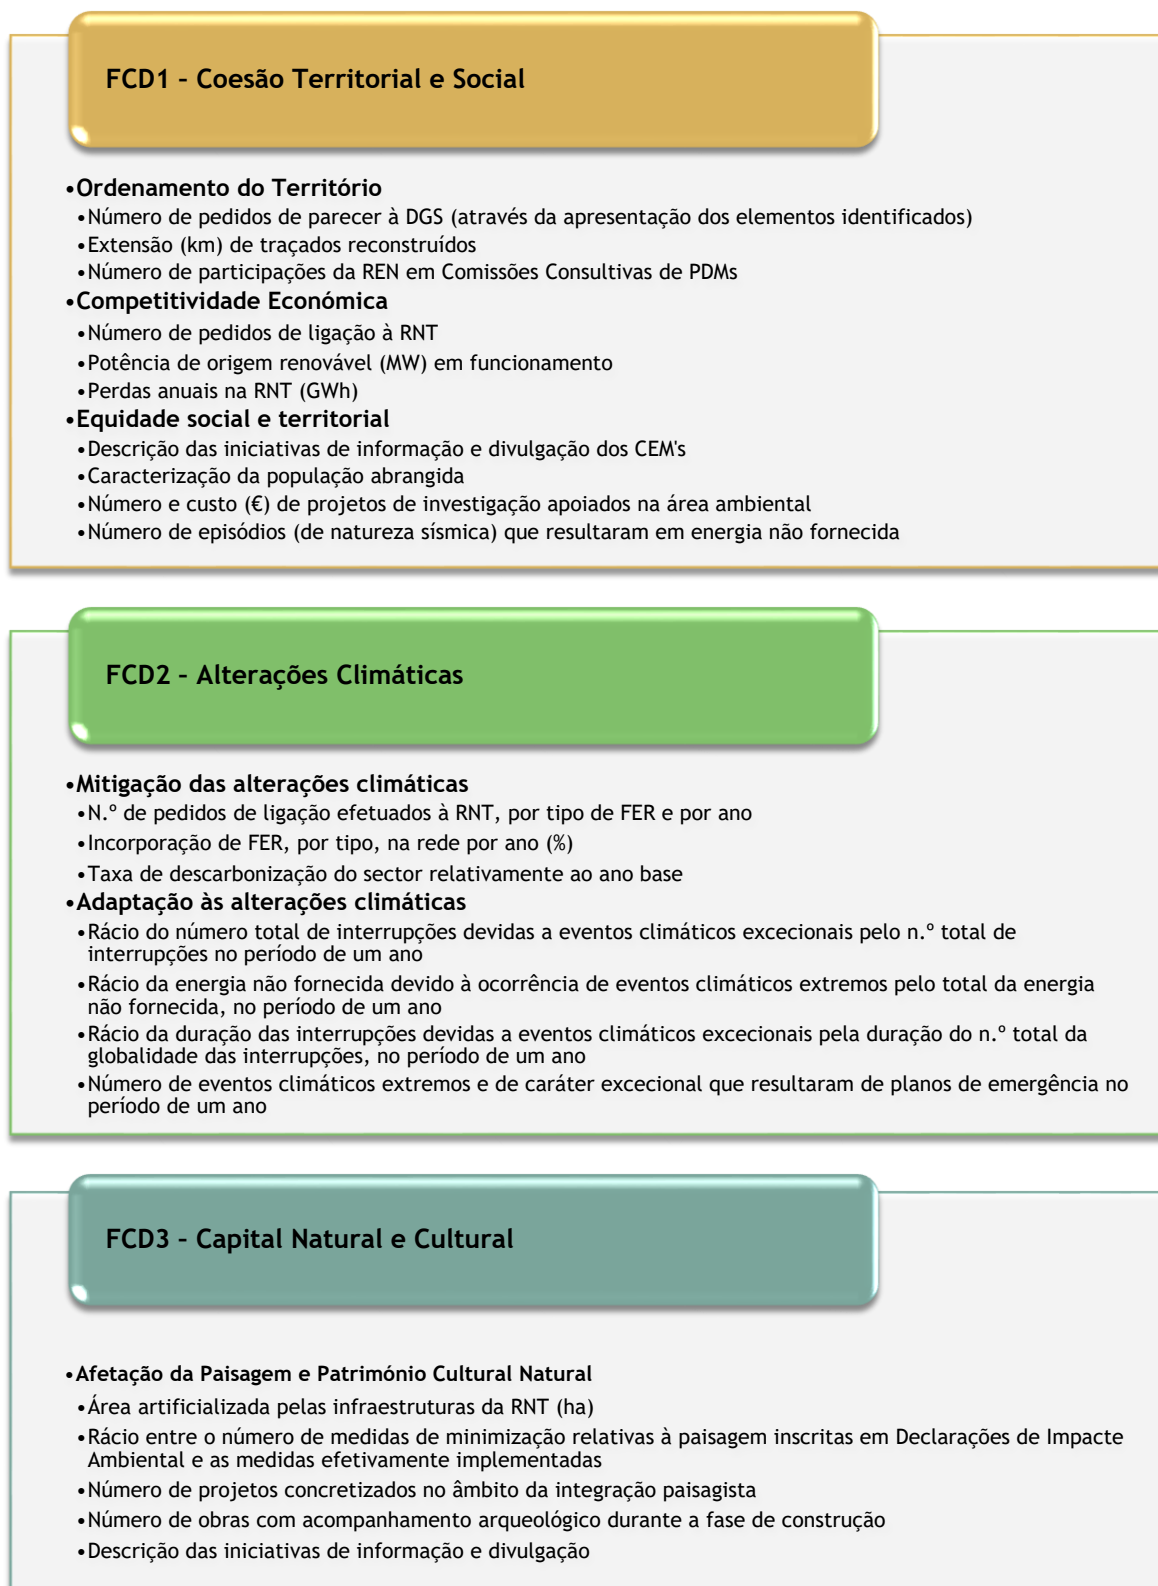 FCD1 – Coesão Territorial e Social
•Ordenamento do Território
•Número de pedidos de parecer à DGS (através da apresentação dos elementos identificados)
•Extensão (km) de traçados reconstruídos
•Número de participações da REN em Comissões Consultivas de PDMs
•Competitividade Económica
•Número de pedidos de ligação à RNT
•Potência de origem renovável (MW) em funcionamento
•Perdas anuais na RNT (GWh)
•Equidade social e territorial
•Descrição das iniciativas de informação e divulgação dos CEM's
•Caracterização da população abrangida
•Número e custo (€) de projetos de investigação apoiados na área ambiental
•Número de episódios (de natureza sísmica) que resultaram em energia não fornecida
FCD2 – Alterações Climáticas
•Mitigação das alterações climáticas
•N.º de pedidos de ligação efetuados à RNT, por tipo de FER e por ano
•Incorporação de FER, por tipo, na rede por ano (%)
•Taxa de descarbonização do sector relativamente ao ano base
•Adaptação às alterações climáticas
•Rácio do número total de interrupções devidas a eventos climáticos excecionais pelo n.º total de
interrupções no período de um ano
•Rácio da energia não fornecida devido à ocorrência de eventos climáticos extremos pelo total da energia
não fornecida, no período de um ano
•Rácio da duração das interrupções devidas a eventos climáticos excecionais pela duração do n.º total da
globalidade das interrupções, no período de um ano
•Número de eventos climáticos extremos e de caráter excecional que resultaram de planos de emergência no
período de um ano
FCD3 – Capital Natural e Cultural
•Afetação da Paisagem e Património Cultural Natural
•Área artificializada pelas infraestruturas da RNT (ha)
•Rácio entre o número de medidas de minimização relativas à paisagem inscritas em Declarações de Impacte
Ambiental e as medidas efetivamente implementadas
•Número de projetos concretizados no âmbito da integração paisagista
•Número de obras com acompanhamento arqueológico durante a fase de construção
•Descrição das iniciativas de informação e divulgação